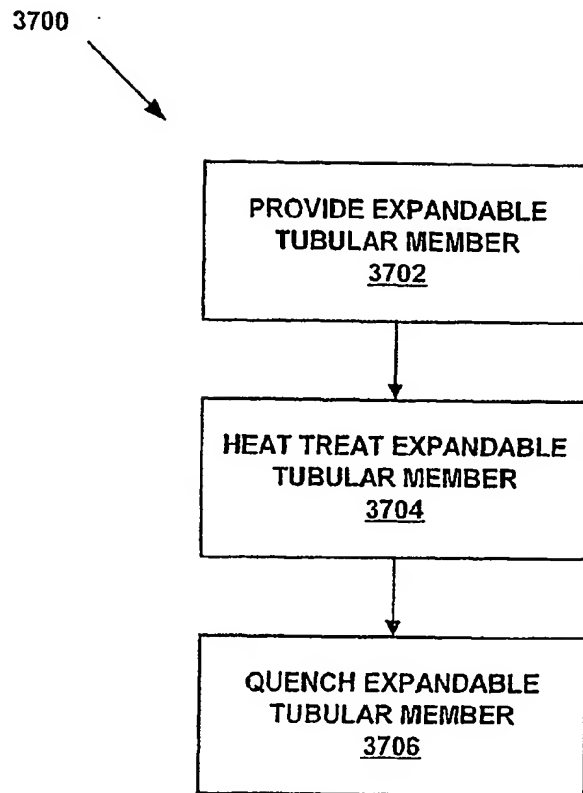 3700
PROVIDE EXPANDABLE
TUBULAR MEMBER
3702
HEAT TREAT EXPANDABLE
TUBULAR MEMBER
3704
QUENCH EXPANDABLE
TUBULAR MEMBER
3706